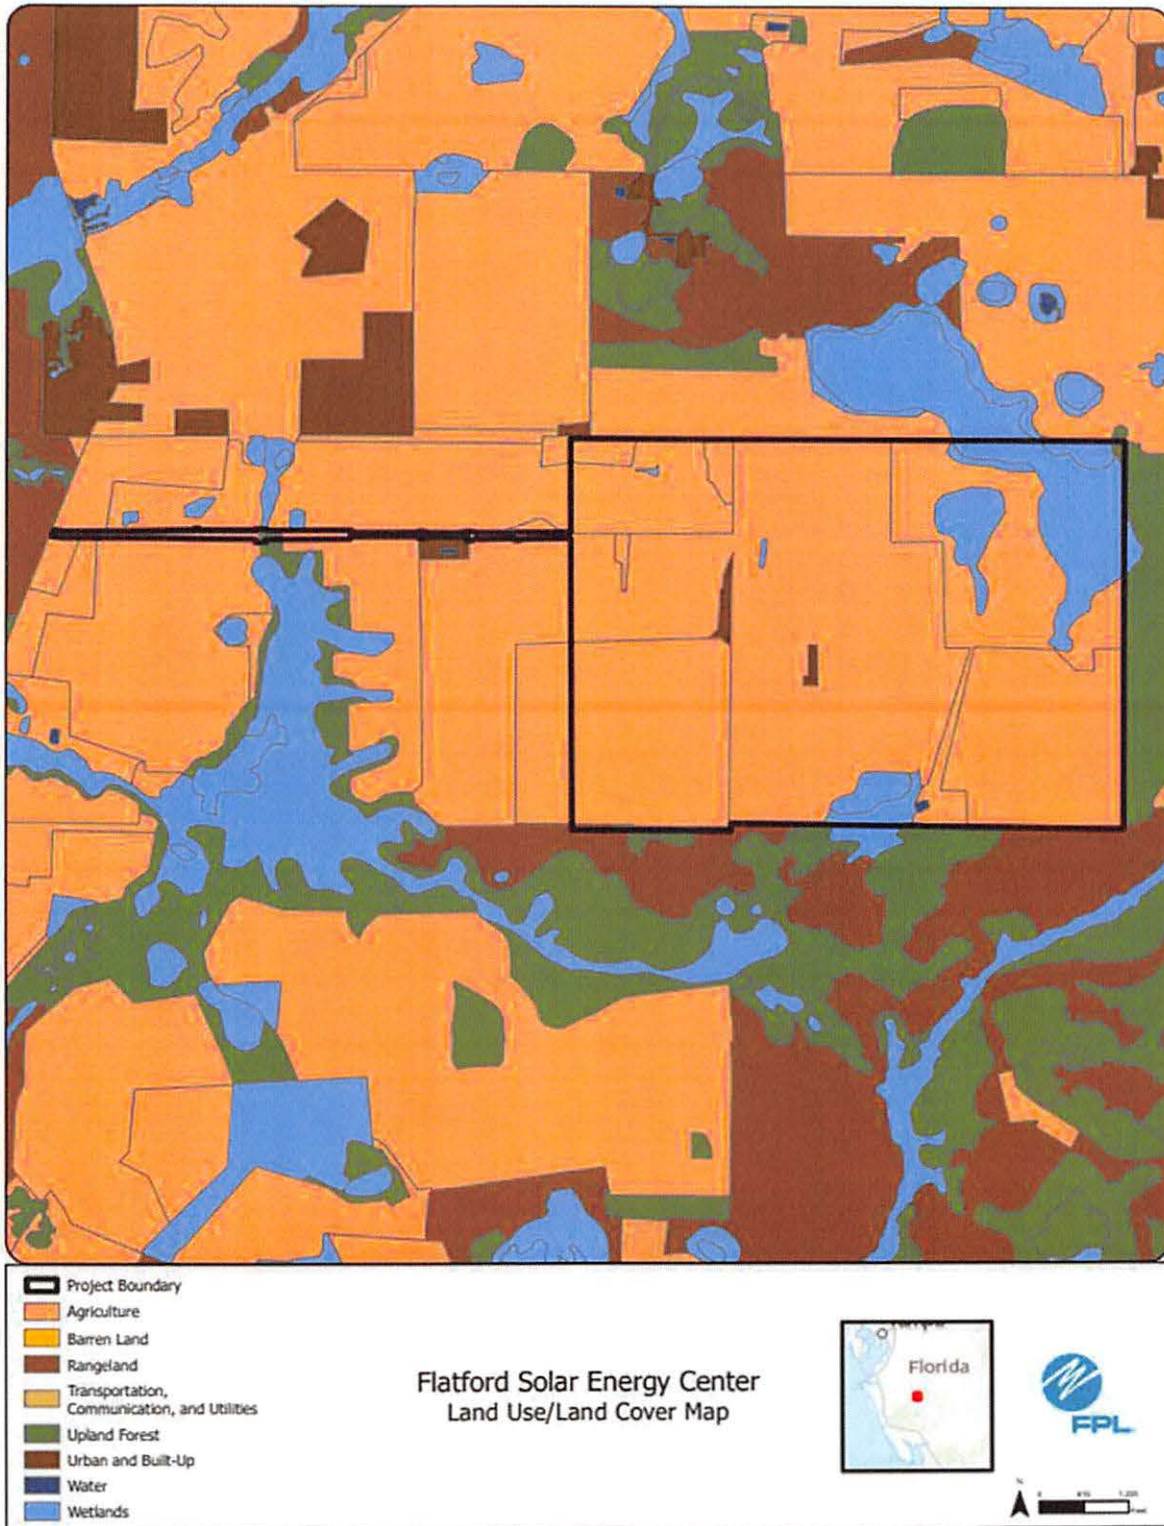 Project Boundary
Agriculture
Barren Land
Rangeland
Transportation,
Communication, and Utilities
Upland Forest
Urban and Built-Up
Water
Wetlands
Flatford Solar Energy Center
Land Use/Land Cover Map
Florida
FPL
N
0